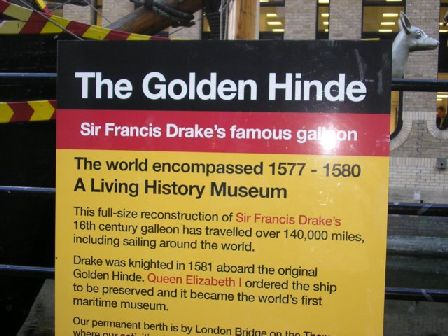 The Golden Hinde
Sir Francis Drake's famous galleon
The world encompassed 1577 - 1580
A Living History Museum
This full-size reconstruction of Sir Francis Drake's
16th century galleon has travelled over 140,000 miles,
including sailing around the world.
Drake was knighted in 1581 aboard the original
Golden Hinde. Queen Elizabeth I ordered the ship
to be preserved and it became the world's first
maritime museum.
Our permanent berth is by London Bridge on the Thames
where our